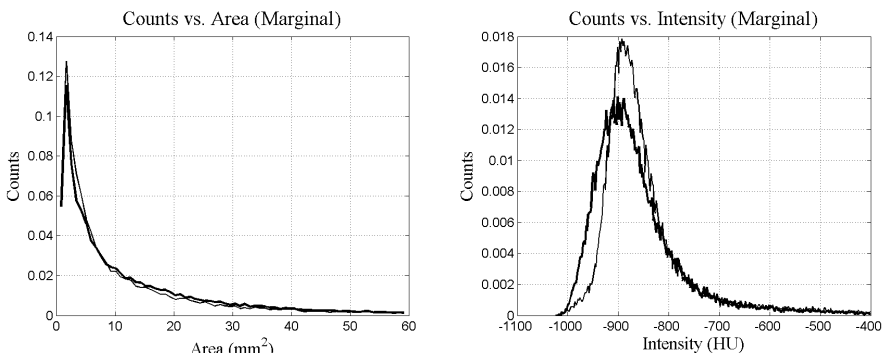 Counts vs. Area (Marginal)
0.14
0.12
0.1
0.08
0.06
0.04
0.02
0
Counts
0 10 20 30 40 50 60
Area (mm²)
Counts vs. Intensity (Marginal)
0.018
0.016
0.014
0.012
0.01
0.008
0.006
0.004
0.002
0
Counts
-1100 -1000 -900 -800 -700 -600 -500 -400
Intensity (HU)